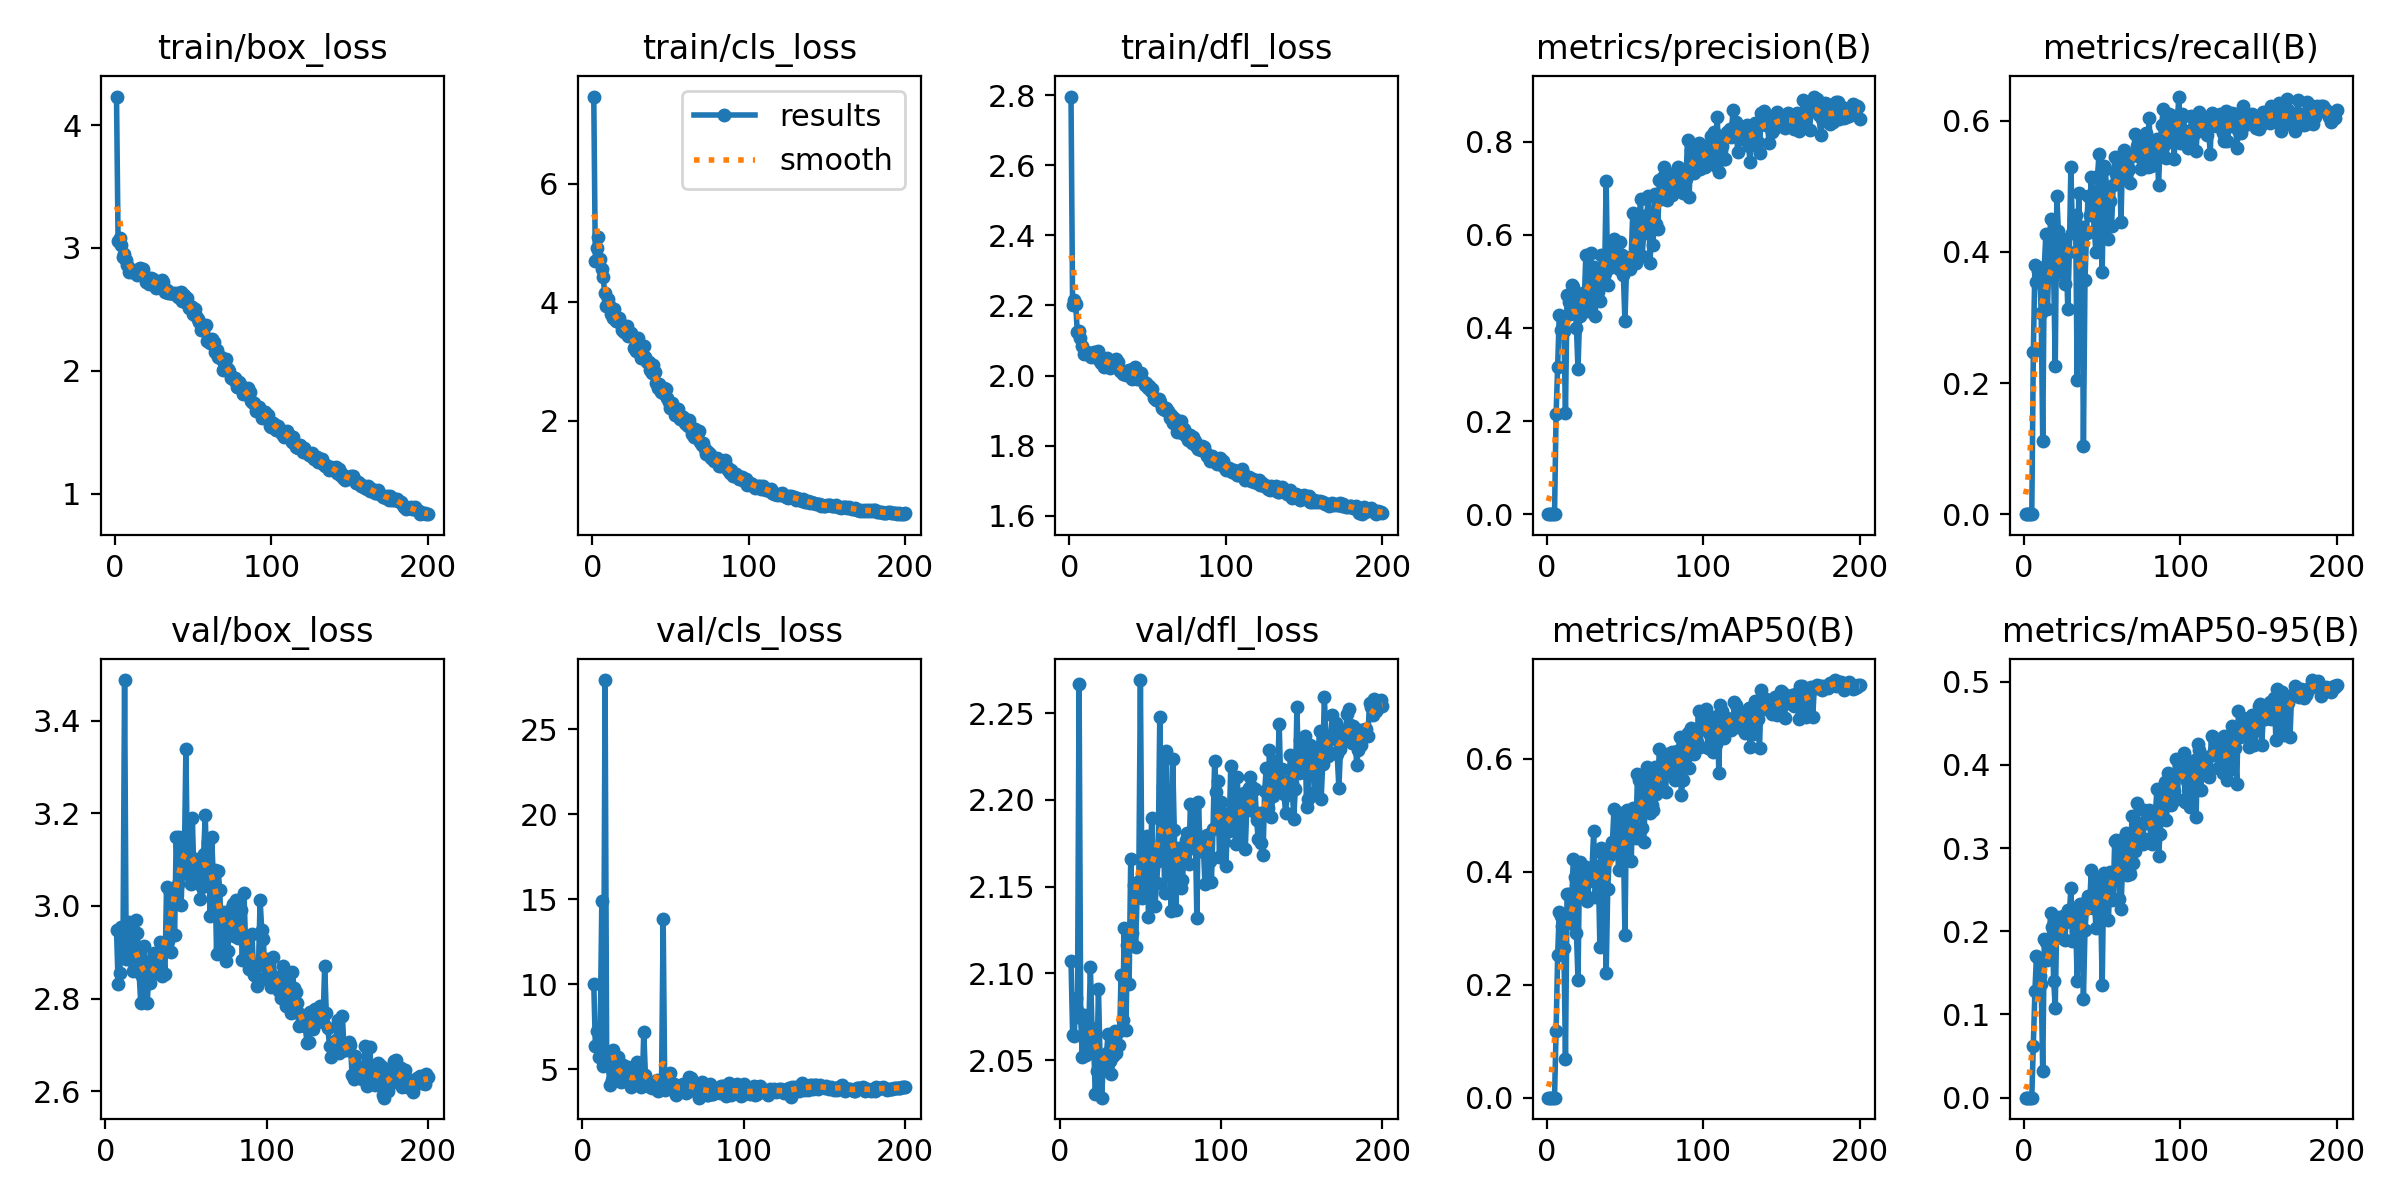 train/box_loss
4
3
2
1
0 100 200
train/cls_loss
results
smooth
6
4
2
0 100 200
train/dfl_loss
2.8
2.6
2.4
2.2
2.0
1.8
1.6
0 100 200
metrics/precision(B)
0.8
0.6
0.4
0.2
0.0
0 100 200
metrics/recall(B)
0.6
0.4
0.2
0.0
0 100 200
val/box_loss
3.4
3.2
3.0
2.8
2.6
0 100 200
val/cls_loss
25
20
15
10
5
0 100 200
val/dfl_loss
2.25
2.20
2.15
2.10
2.05
0 100 200
metrics/mAP50(B)
0.6
0.4
0.2
0.0
0 100 200
metrics/mAP50-95(B)
0.5
0.4
0.3
0.2
0.1
0.0
0 100 200